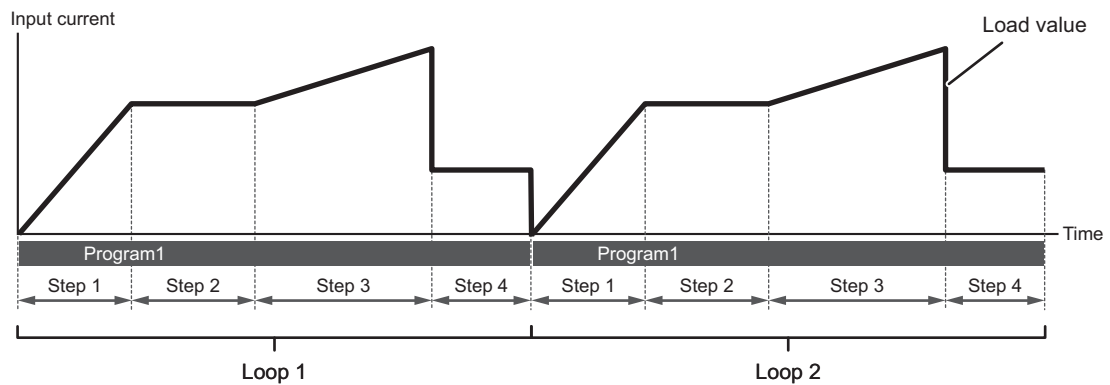 Input current
Load value
Time
Program1 Program1
Step 1 Step 2 Step 3 Step 4 Step 1 Step 2 Step 3 Step 4
Loop 1 Loop 2